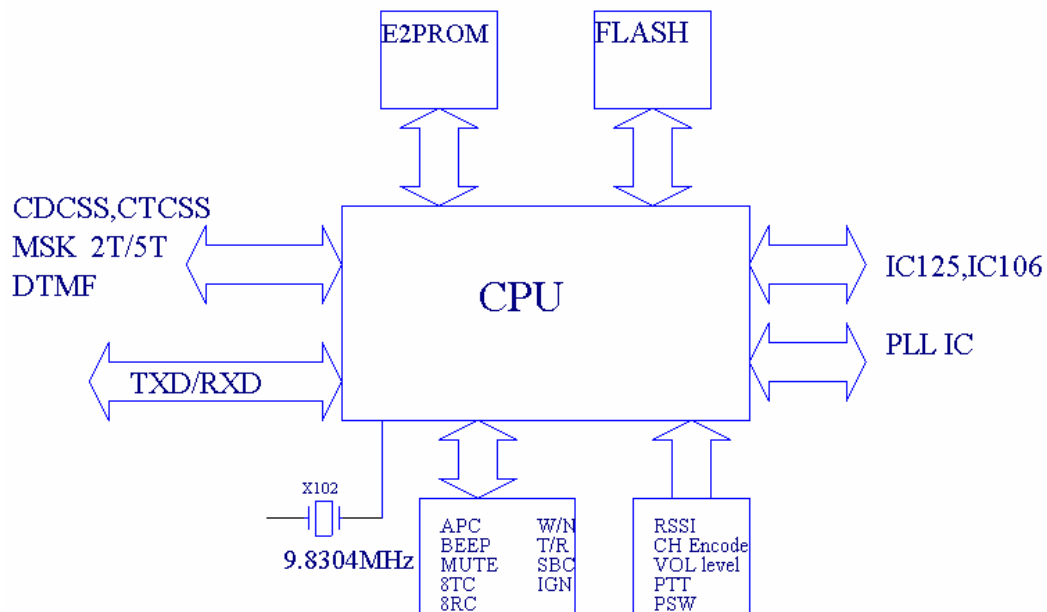 E2PROM
FLASH
CDCSS,CTCSS
MSK 2T/5T
DTMF
CPU
IC125,IC106
PLL IC
TXD/RXD
X102
9.8304MHz
APC W/N
BEEP T/R
MUTE SBC
8TC IGN
8RC
RSSI
CH Encode
VOL level
PTT
PSW